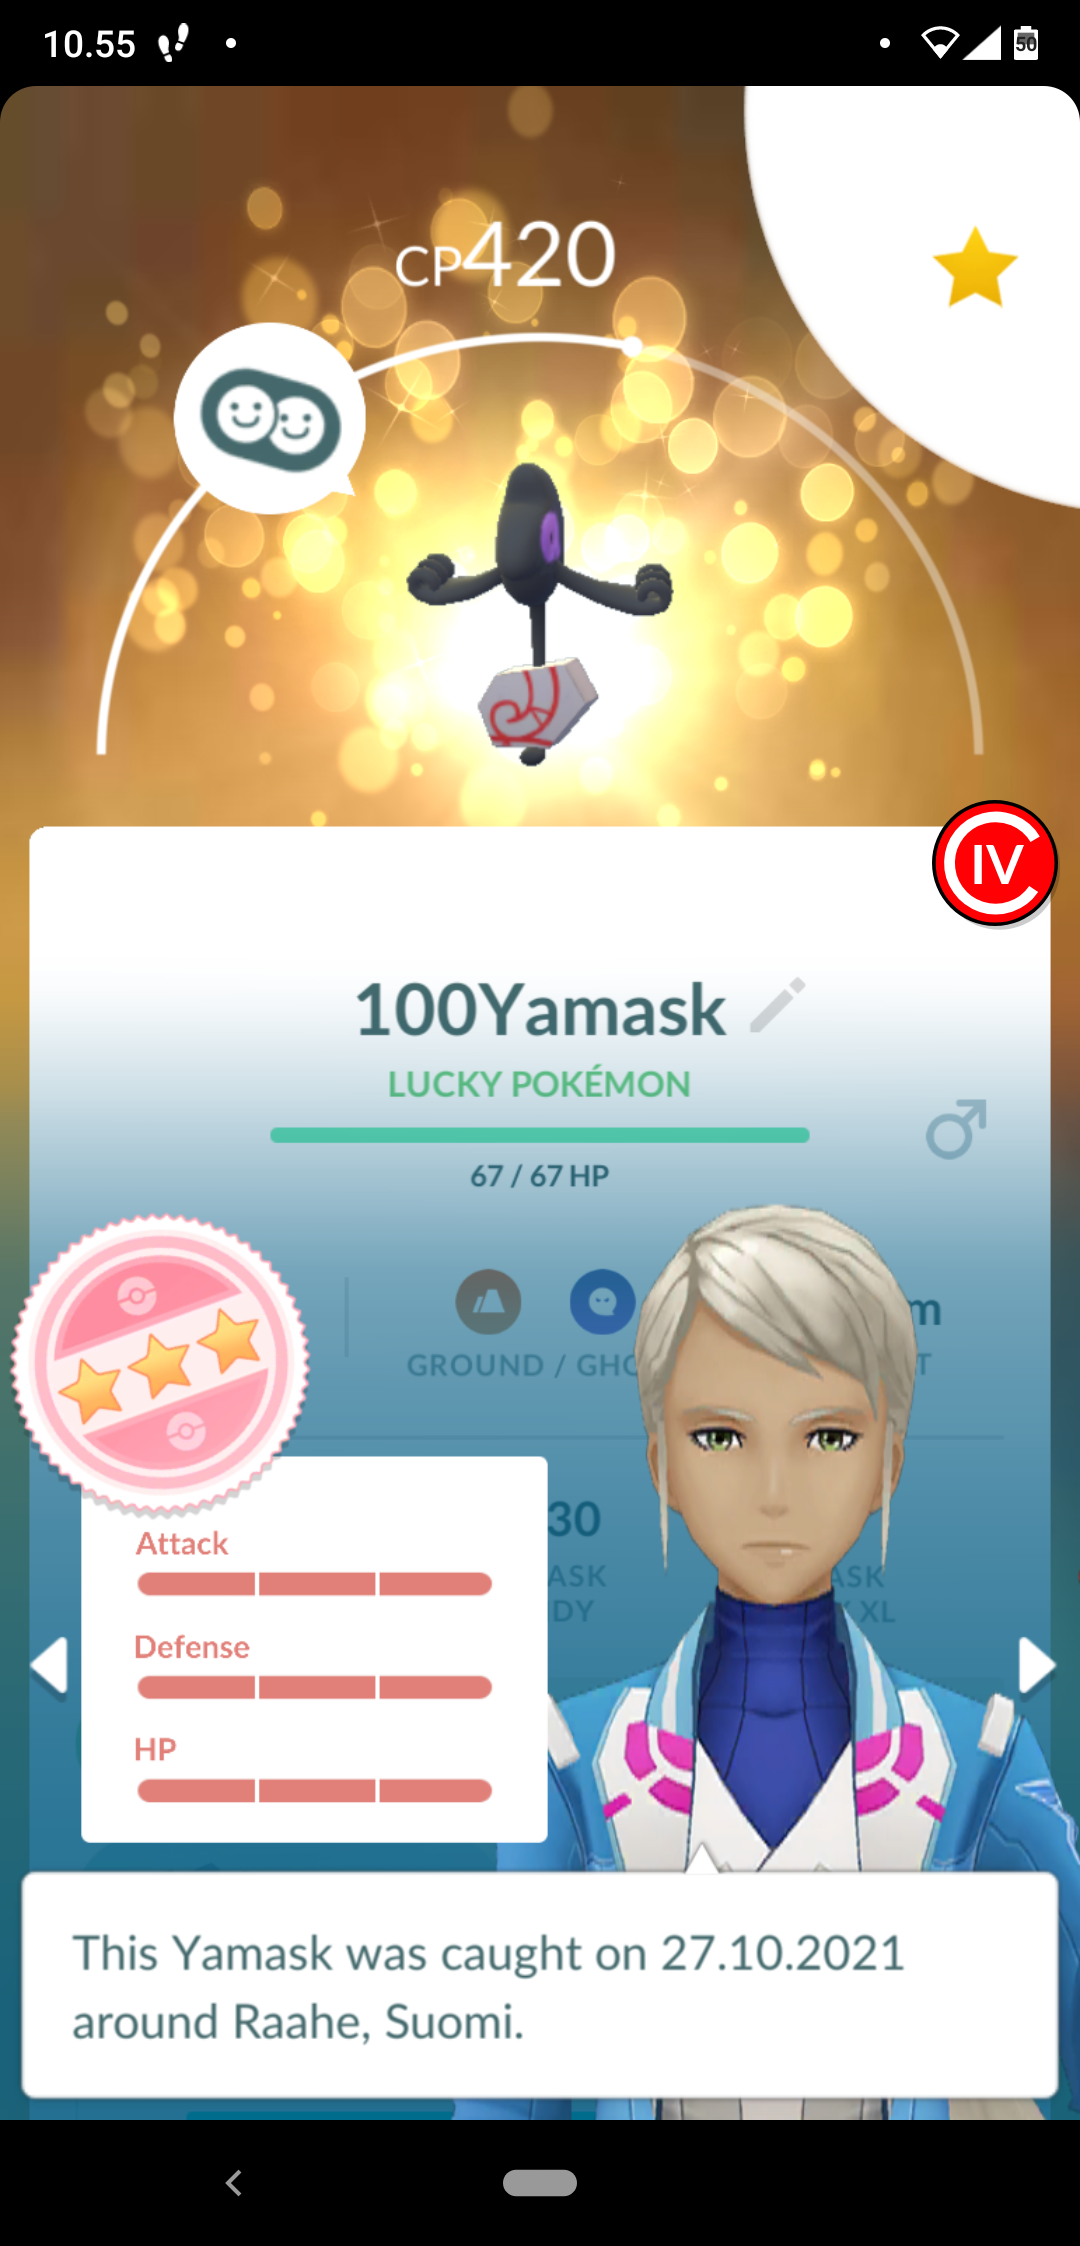 10.55
50
CP420
IV
100Yamask
LUCKY POKÉMON
67 / 67 HP
GROUND / GHO
m
T
30
ASK
ASK
DY
XL
Attack
Defense
HP
This Yamask was caught on 27.10.2021
around Raahe, Suomi.